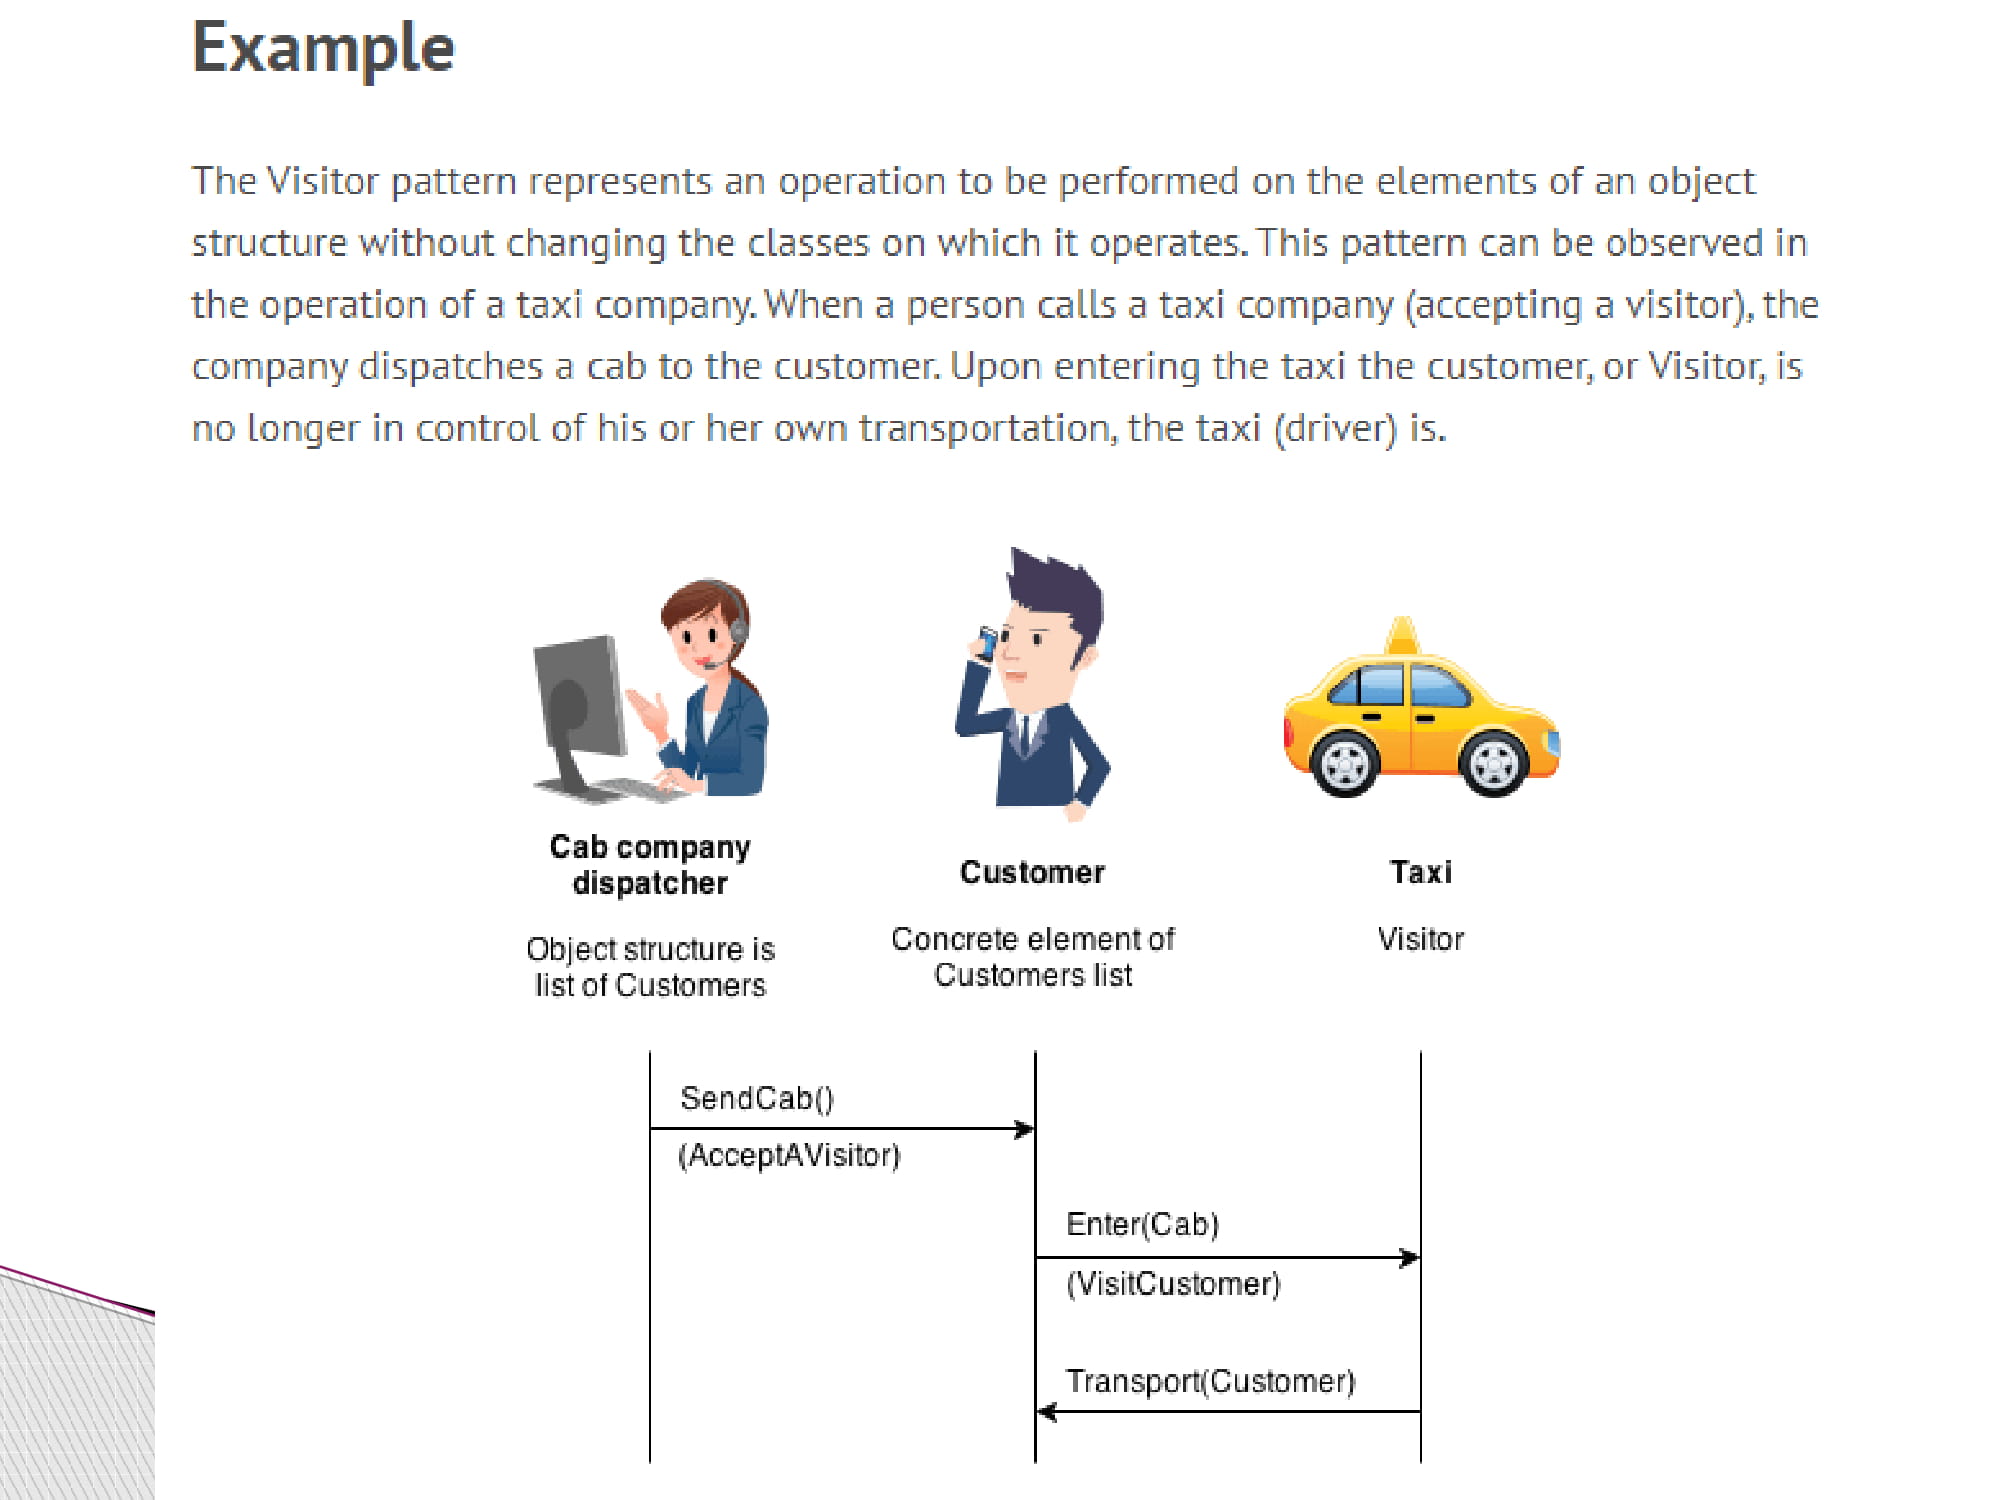 Example
The Visitor pattern represents an operation to be performed on the elements of an object
structure without changing the classes on which it operates. This pattern can be observed in
the operation of a taxi company. When a person calls a taxi company (accepting a visitor), the
company dispatches a cab to the customer. Upon entering the taxi the customer, or Visitor, is
no longer in control of his or her own transportation, the taxi (driver) is.
Cab company
dispatcher
Object structure is
list of Customers
Customer
Concrete element of
Customers list
Taxi
Visitor
SendCab()
(AcceptAVisitor)
Enter(Cab)
(VisitCustomer)
Transport(Customer)